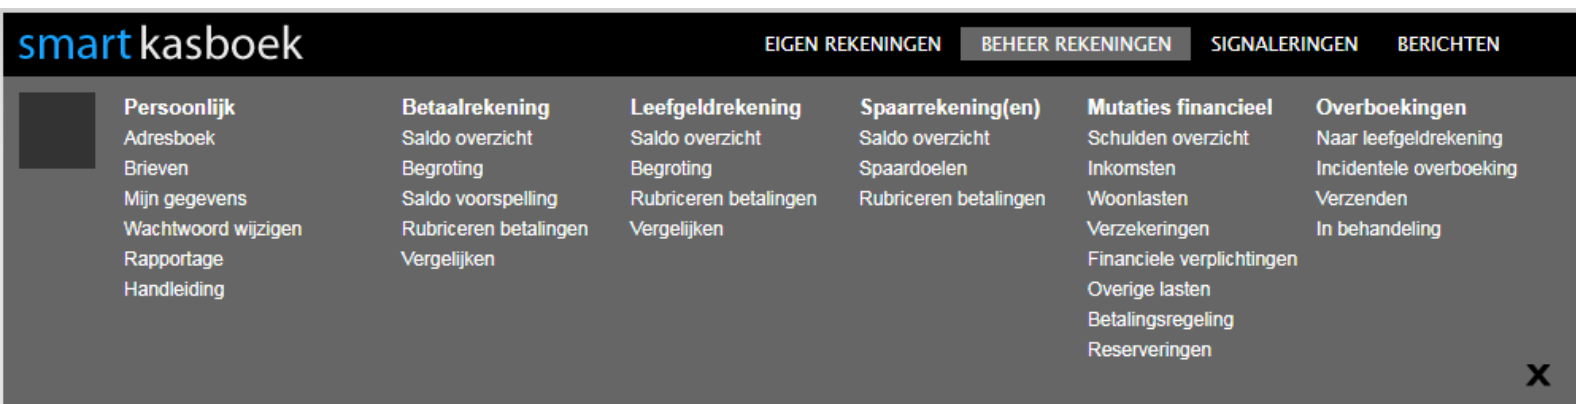 smart kasboek
EIGEN REKENINGEN BEHEER REKENINGEN SIGNALERINGEN BERICHTEN
Persoonlijk
Adresboek
Brieven
Mijn gegevens
Wachtwoord wijzigen
Rapportage
Handleiding
Betaalrekening
Saldo overzicht
Begroting
Saldo voorspelling
Rubriceren betalingen
Vergelijken
Leefgeldrekening
Saldo overzicht
Begroting
Rubriceren betalingen
Vergelijken
Spaarrekening(en)
Saldo overzicht
Spaardoelen
Rubriceren betalingen
Mutaties financieel
Schulden overzicht
Inkomsten
Woonlasten
Verzekeringen
Financiele verplichtingen
Overige lasten
Betalingsregeling
Reserveringen
Overboekingen
Naar leefgeldrekening
Incidentele overboeking
Verzenden
In behandeling
X